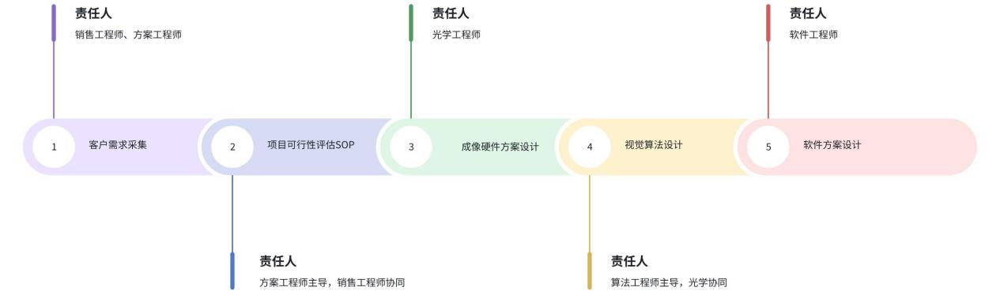 责任人
销售工程师、方案工程师
责任人
光学工程师
责任人
软件工程师
1
客户需求采集
2
项目可行性评估SOP
3
成像硬件方案设计
4
视觉算法设计
5
软件方案设计
责任人
方案工程师主导，销售工程师协同
责任人
算法工程师主导，光学协同